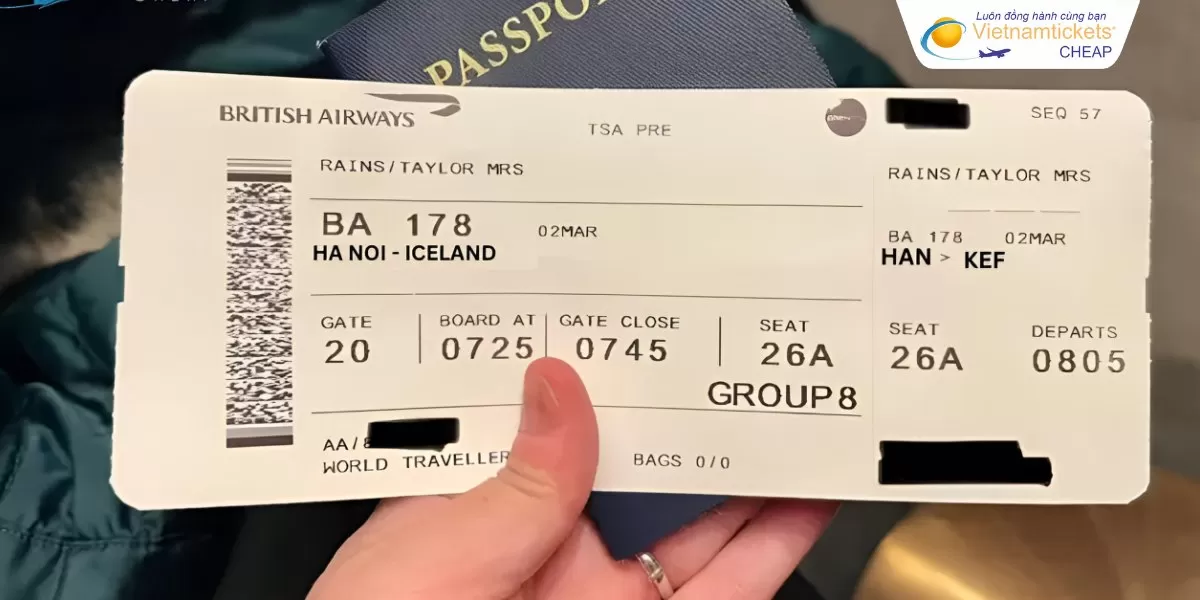 PASSPO
Luôn đồng hành cùng bạn
Vietnamtickets
CHEAP
BRITISH AIRWAYS
TSA PRE
SEQ 57
RAINS/TAYLOR MRS
RAINS/TAYLOR MRS
BA 178 02MAR
HA NOI - ICELAND
BA 178 02MAR
HAN > KEF
GATE
20
BOARD AT
0725
GATE CLOSE
0745
SEAT
26A
GROUP 8
SEAT
26A
DEPARTS
0805
AA/8
WORLD TRAVELLER
BAGS 0/0